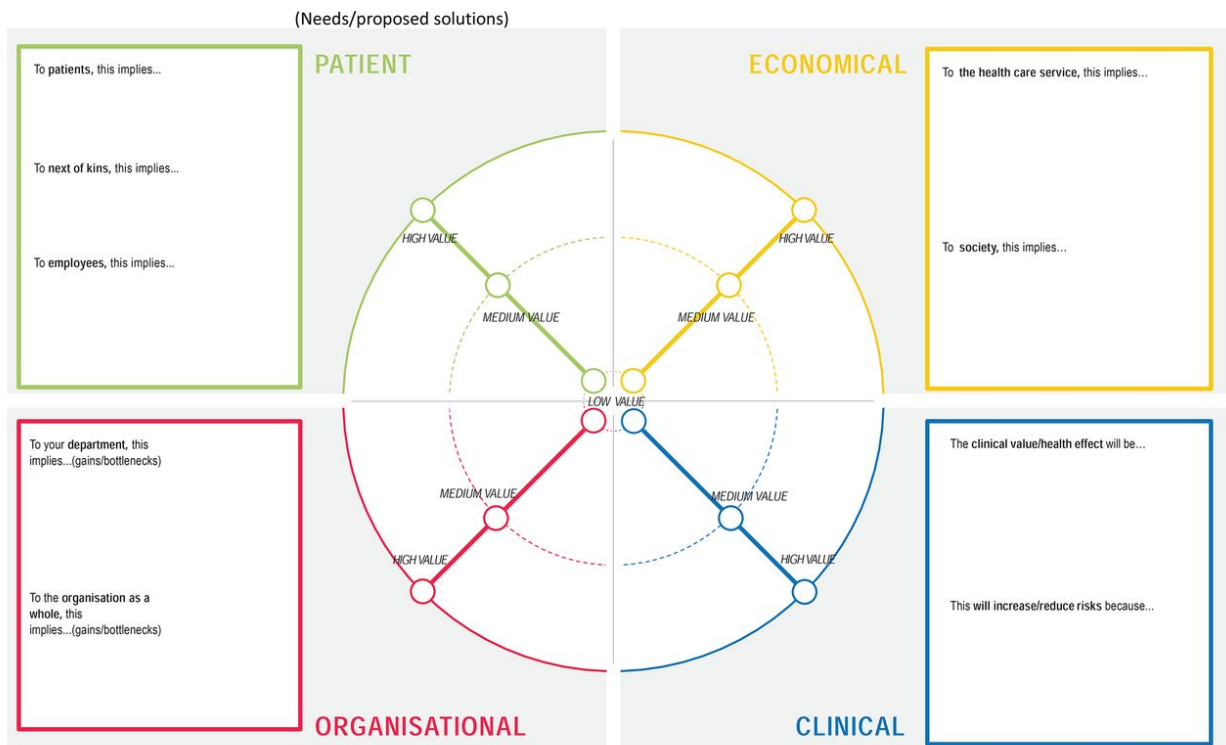 (Needs/proposed solutions)
PATIENT
To patients, this implies...
To next of kins, this implies...
To employees, this implies...
HIGH VALUE
MEDIUM VALUE
ECONOMICAL
To the health care service, this implies...
To society, this implies...
HIGH VALUE
MEDIUM VALUE
LOW VALUE
To your department, this
implies...(gains/bottlenecks)
To the organisation as a
whole, this
implies...(gains/bottlenecks)
MEDIUM VALUE
HIGH VALUE
ORGANISATIONAL
The clinical value/health effect will be...
This will increase/reduce risks because...
MEDIUM VALUE
HIGH VALUE
CLINICAL